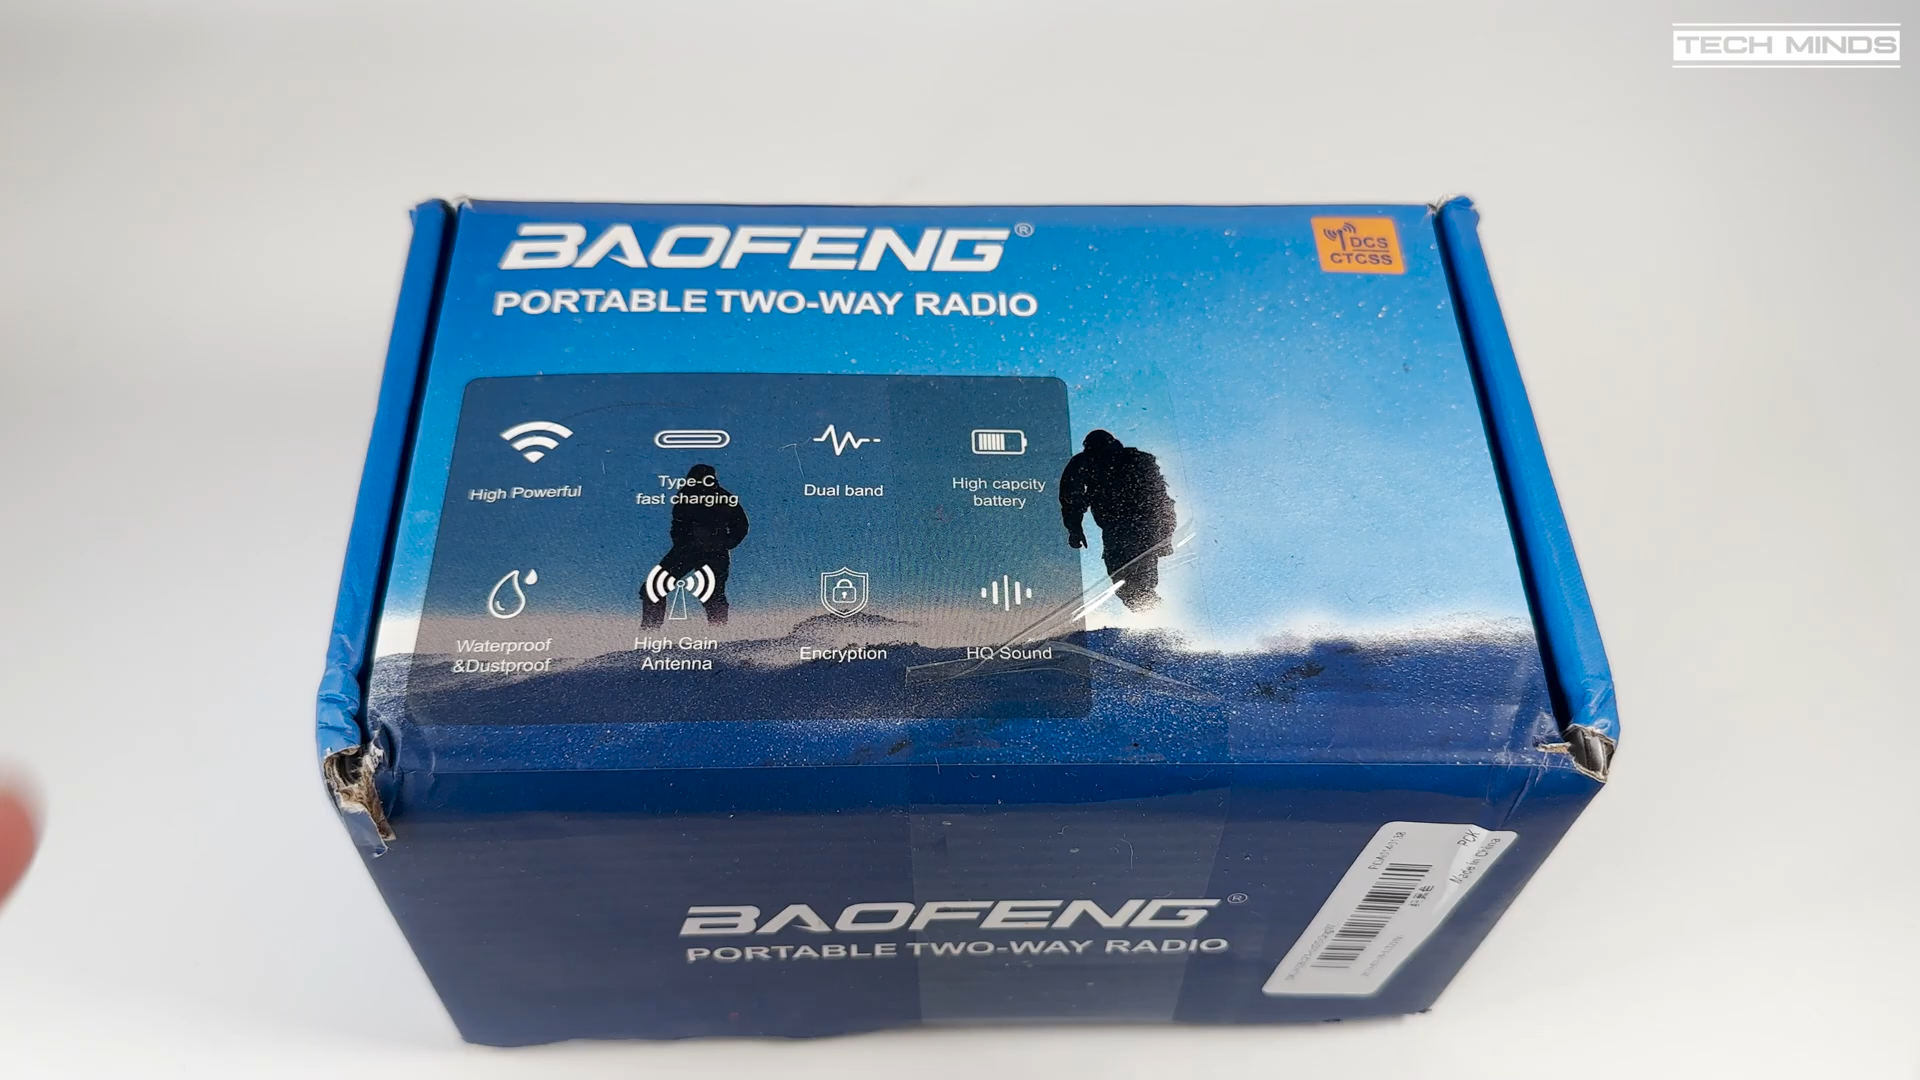 TECH MINDS
BAOFENG®
PORTABLE TWO-WAY RADIO
DCS
CTCSS
High Powerful
Type-C
fast charging
Dual band
High capcity
battery
Waterproof
&Dustproof
High Gain
Antenna
Encryption
HQ Sound
BAOFENG®
PORTABLE TWO-WAY RADIO
PCK
Made in China